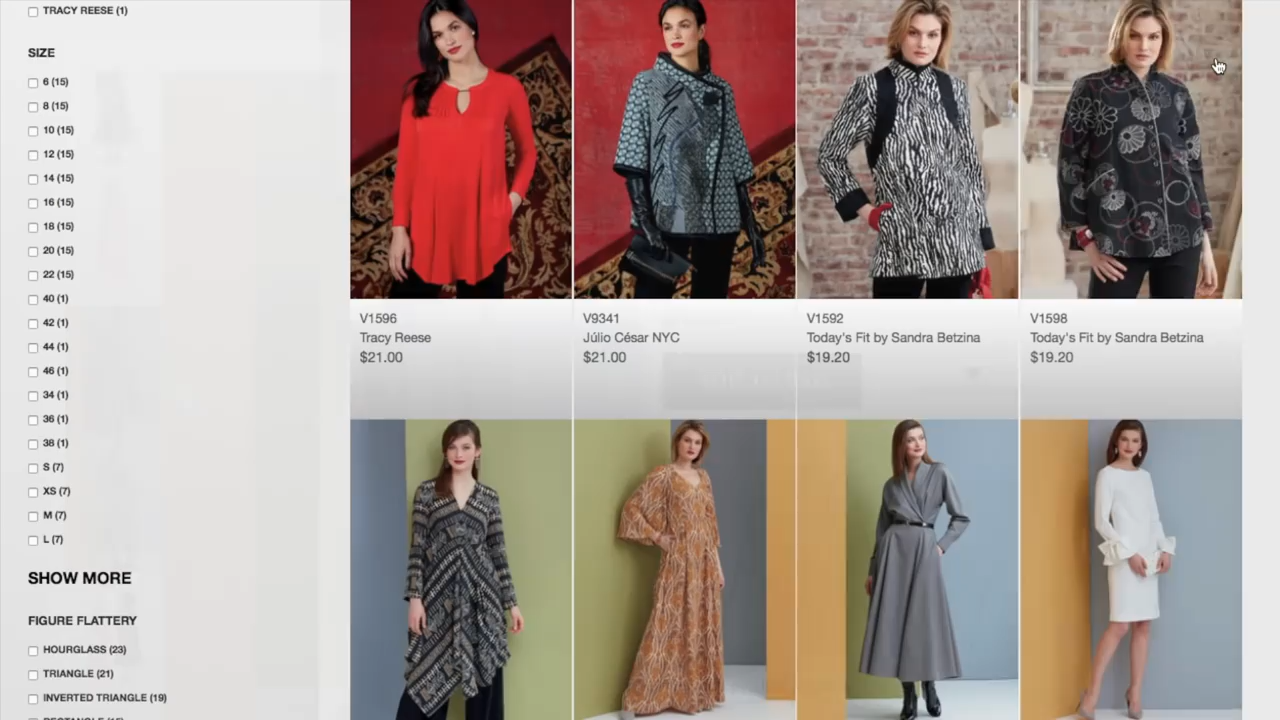 TRACY REESE (1)
SIZE
6 (15)
8 (15)
10 (15)
12 (15)
14 (15)
16 (15)
18 (15)
20 (15)
22 (15)
40 (1)
42 (1)
44 (1)
46 (1)
34 (1)
36 (1)
38 (1)
S (7)
XS (7)
M (7)
L (7)
SHOW MORE
FIGURE FLATTERY
HOURGLASS (23)
TRIANGLE (21)
INVERTED TRIANGLE (19)
V1596
Tracy Reese
$21.00
V9341
Júlio César NYC
$21.00
V1592
Today's Fit by Sandra Betzina
$19.20
V1598
Today's Fit by Sandra Betzina
$19.20